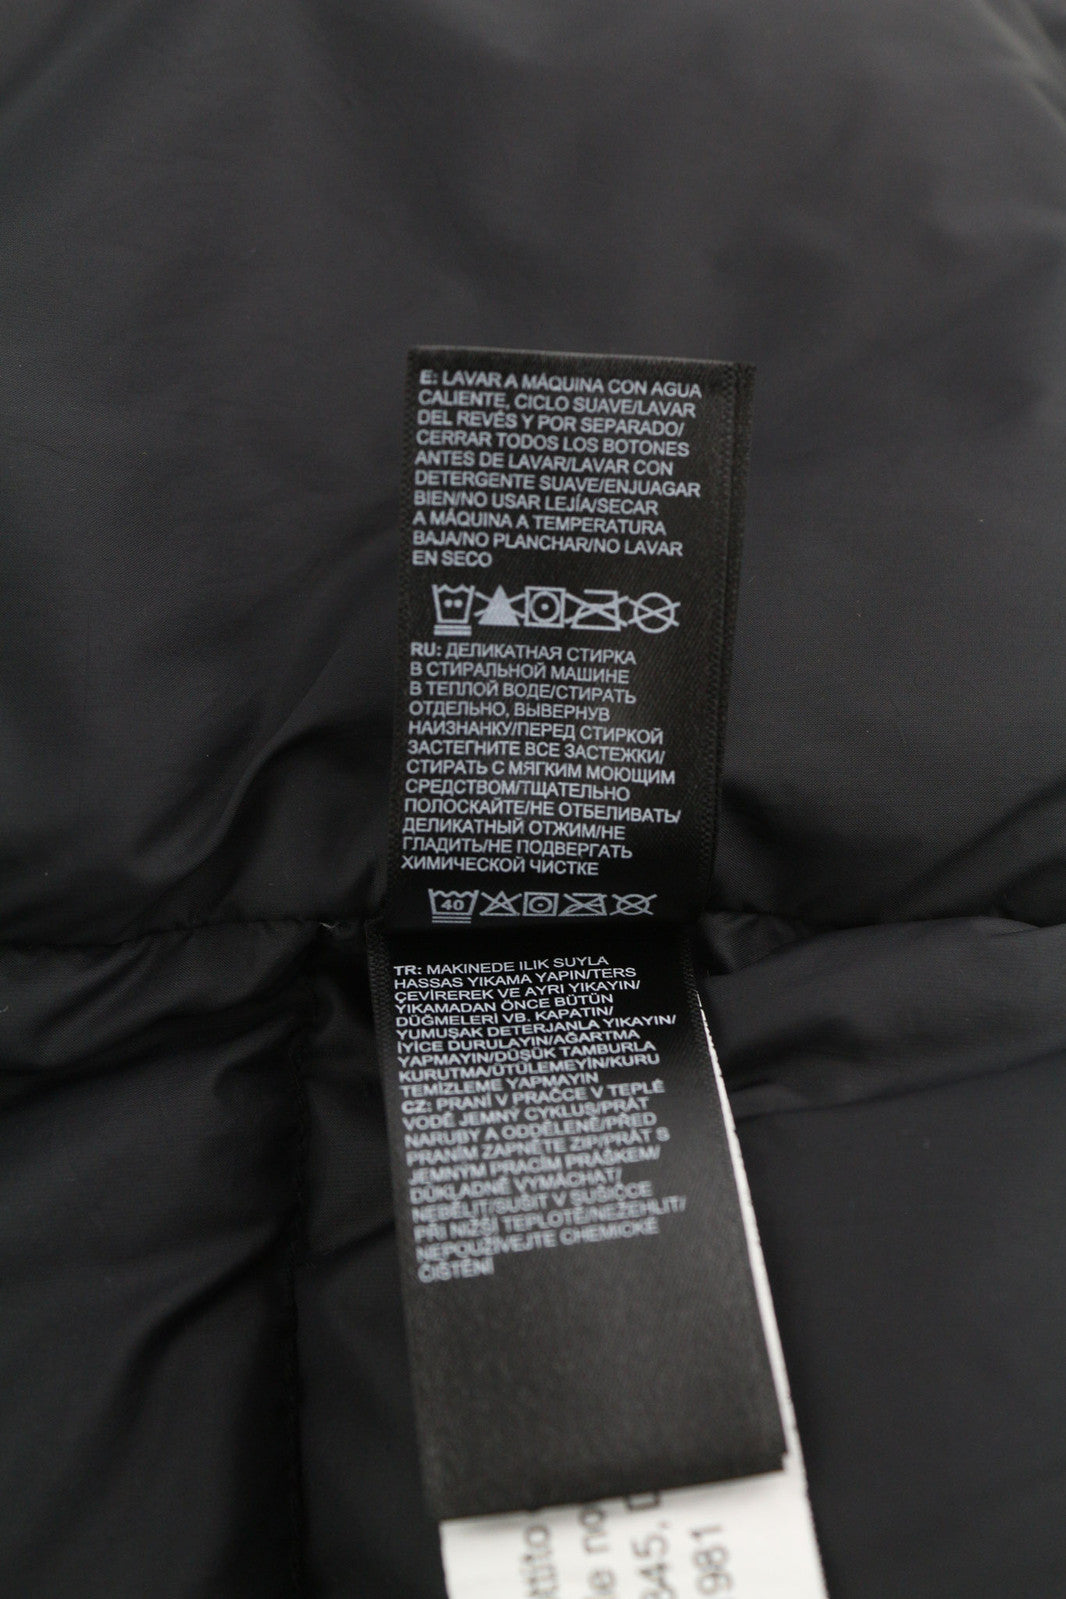 E: LAVAR A MÁQUINA CON AGUA
CALIENTE, CICLO SUAVE/LAVAR
DEL REVÉS Y POR SEPARADO/
CERRAR TODOS LOS BOTONES
ANTES DE LAVAR/LAVAR CON
DETERGENTE SUAVE/ENJUAGAR
BIEN/NO USAR LEJÍA/SECAR
A MÁQUINA A TEMPERATURA
BAJA/NO PLANCHAR/NO LAVAR
EN SECO
RU: ДЕЛИКАТНАЯ СТИРКА
В СТИРАЛЬНОЙ МАШИНЕ
В ТЕПЛОЙ ВОДЕ/СТИРАТЬ
ОТДЕЛЬНО, ВЫВЕРНУВ
НАИЗНАНКУ/ПЕРЕД СТИРКОЙ
ЗАСТЕГНИТЕ ВСЕ ЗАСТЕЖКИ/
СТИРАТЬ С МЯГКИМ МОЮЩИМ
СРЕДСТВОМ/ТЩАТЕЛЬНО
ПОЛОСКАЙТЕ/НЕ ОТБЕЛИВАТЬ/
ДЕЛИКАТНЫЙ ОТЖИМ/НЕ
ГЛАДИТЬ/НЕ ПОДВЕРГАТЬ
ХИМИЧЕСКОЙ ЧИСТКЕ
40
TR: MAKINEDE ILIK SUYLA
HASSAS YIKAMA YAPIN/TERS
ÇEVİREREK VE AYRI YIKAYIN/
YIKAMADAN ÖNCE BÜTÜN
DÜĞMELERİ VB. KAPATIN/
YUMUŞAK DETERJANLA YIKAYIN/
İYİCE DURULAYIN/AĞARTMA
YAPMAYIN/DÜŞÜK TAMBURLA
KURUTMA/ÜTÜLEMEYİN/KURU
TEMİZLEME YAPMAYIN
CZ: PRANÍ V PRAČCE V TEPLÉ
VODĚ JEMNÝ CYKLUS/PRÁT
NARUBY A ODDĚLENĚ/PŘED
PRANÍM ZAPNĚTE ZIP/PRÁT S
JEMNÝM PRACÍM PRÁŠKEM/
DŮKLADNĚ VYMÁCHAT/
NEBĚLIT/SUŠIT V SUŠIČCE
PŘI NIŽŠÍ TEPLOTĚ/NEŽEHLIT/
NEPOUŽÍVEJTE CHEMICKÉ
ČIŠTĚNÍ